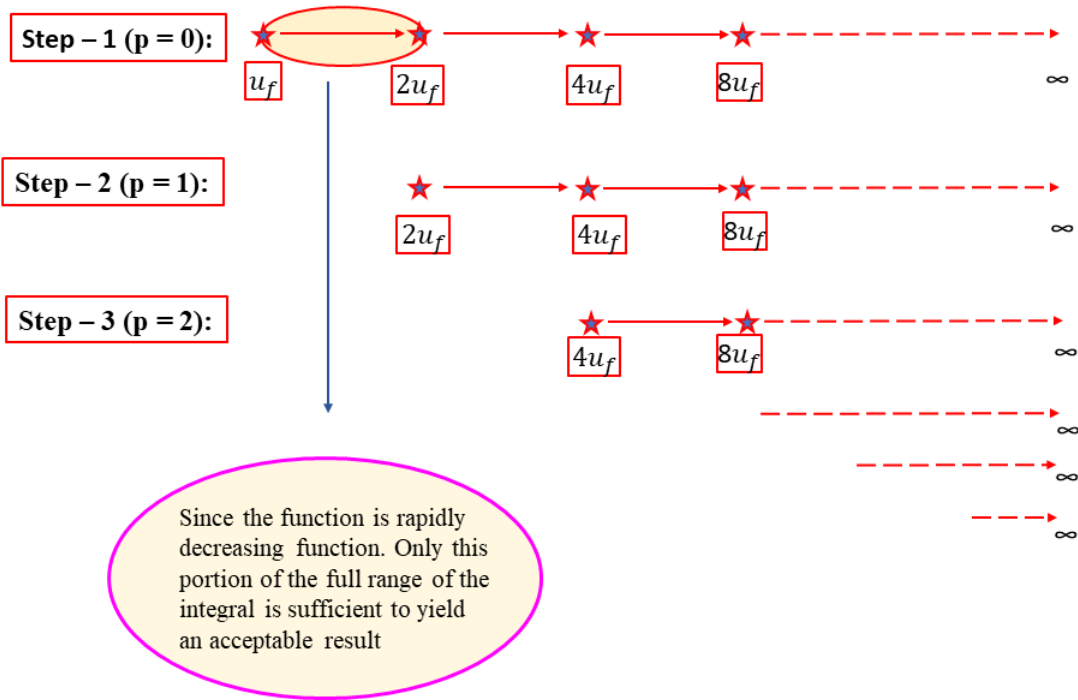 Step – 1 (p = 0):
u_f 2u_f 4u_f 8u_f ∞
Step – 2 (p = 1):
2u_f 4u_f 8u_f ∞
Step – 3 (p = 2):
4u_f 8u_f ∞
∞
∞
∞
Since the function is rapidly
decreasing function. Only this
portion of the full range of the
integral is sufficient to yield
an acceptable result